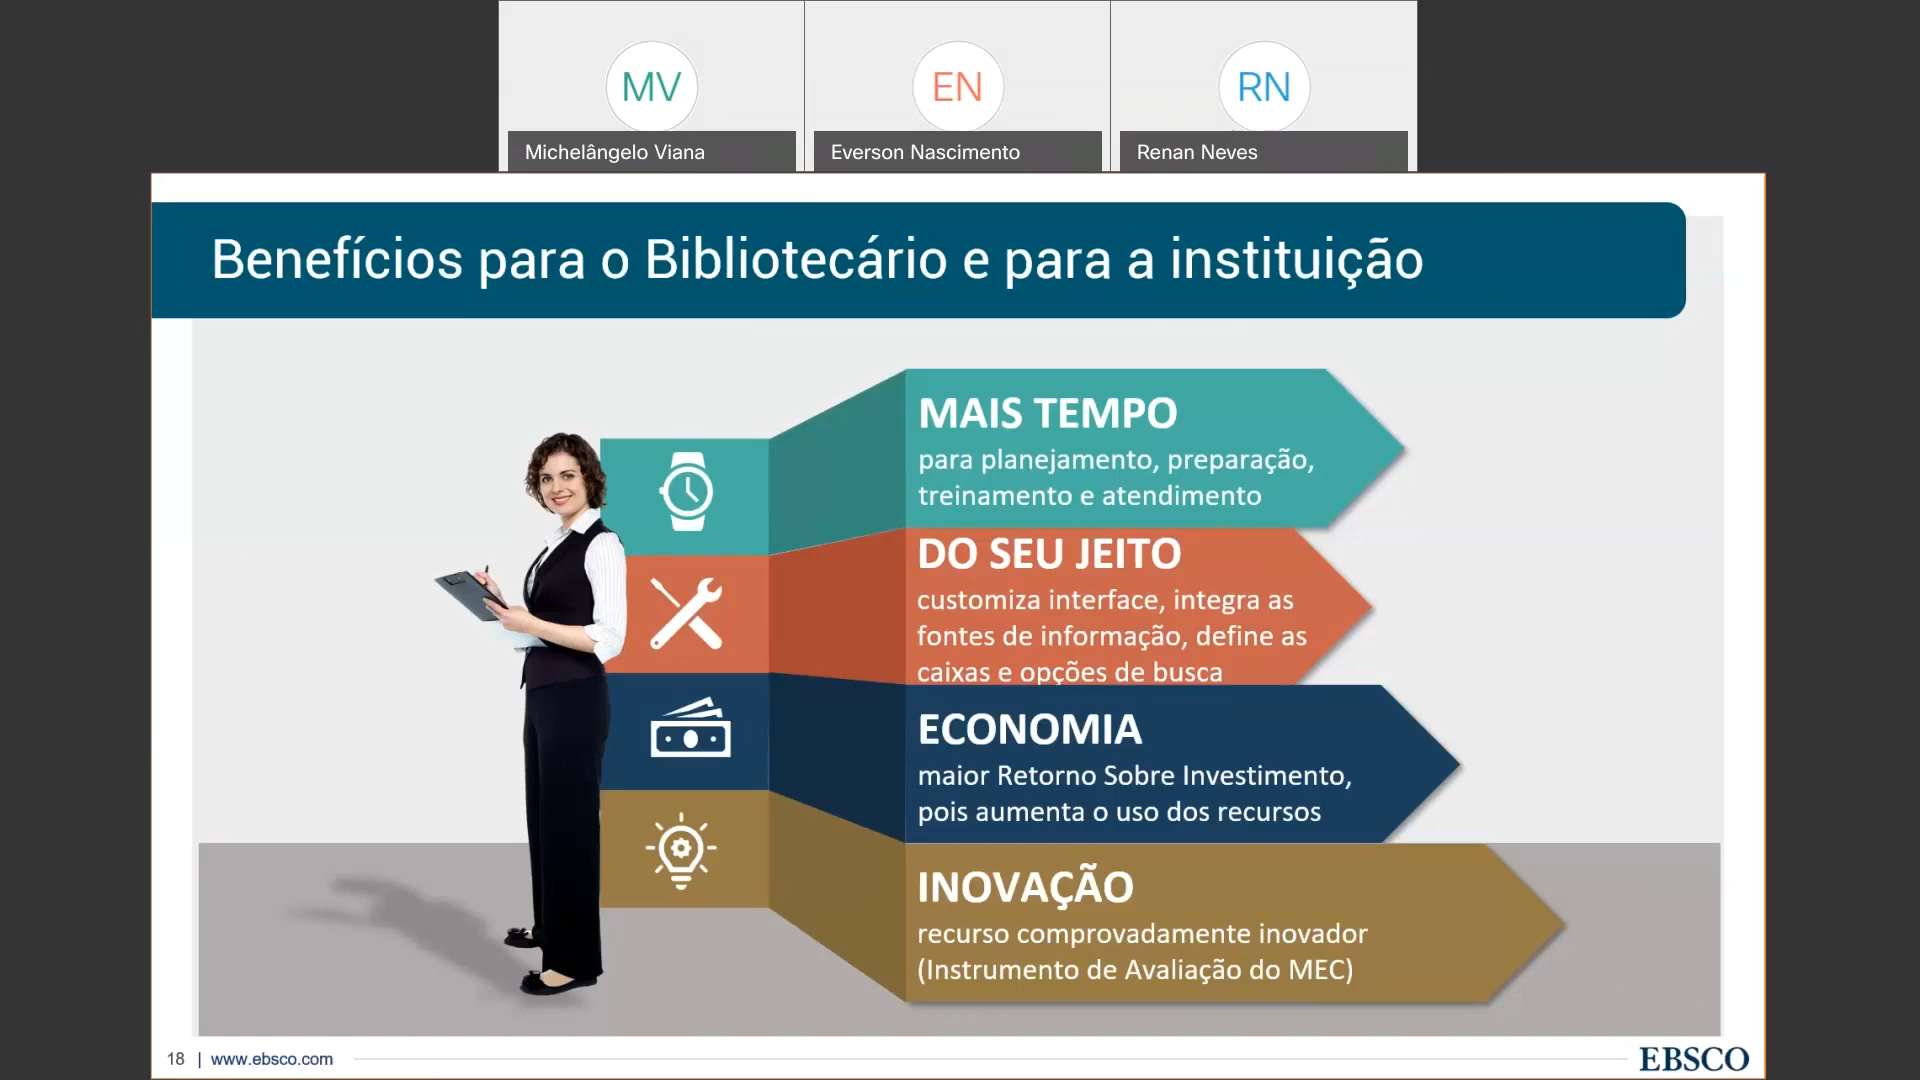 MV
EN
RN
Michelângelo Viana
Everson Nascimento
Renan Neves
Benefícios para o Bibliotecário e para a instituição
MAIS TEMPO
para planejamento, preparação,
treinamento e atendimento
DO SEU JEITO
customiza interface, integra as
fontes de informação, define as
caixas e opções de busca
ECONOMIA
maior Retorno Sobre Investimento,
pois aumenta o uso dos recursos
INOVAÇÃO
recurso comprovadamente inovador
(Instrumento de Avaliação do MEC)
18 | www.ebsco.com
EBSCO